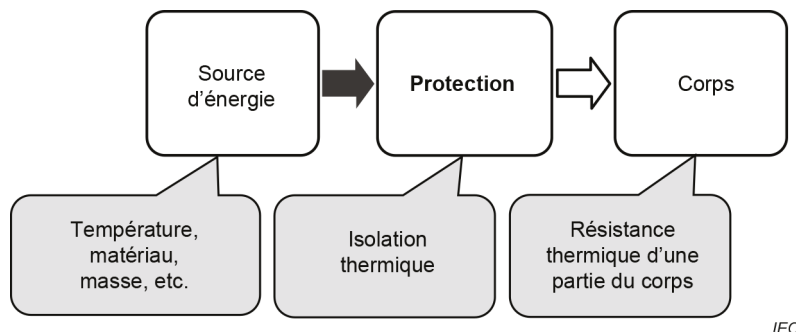 Source
d'énergie
Protection
Corps
Température,
matériau,
masse, etc.
Isolation
thermique
Résistance
thermique d'une
partie du corps